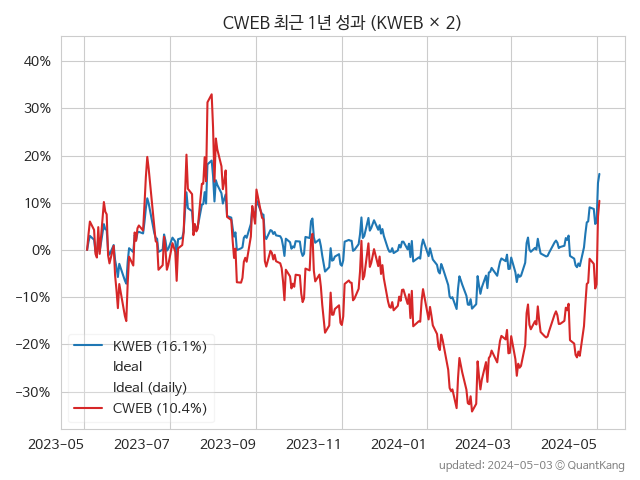 CWEB 최근 1년 성과 (KWEB × 2)
40%
30%
20%
10%
0%
−10%
−20%
−30%
KWEB (16.1%)
Ideal
Ideal (daily)
CWEB (10.4%)
2023-05 2023-07 2023-09 2023-11 2024-01 2024-03 2024-05
updated: 2024-05-03 © QuantKang